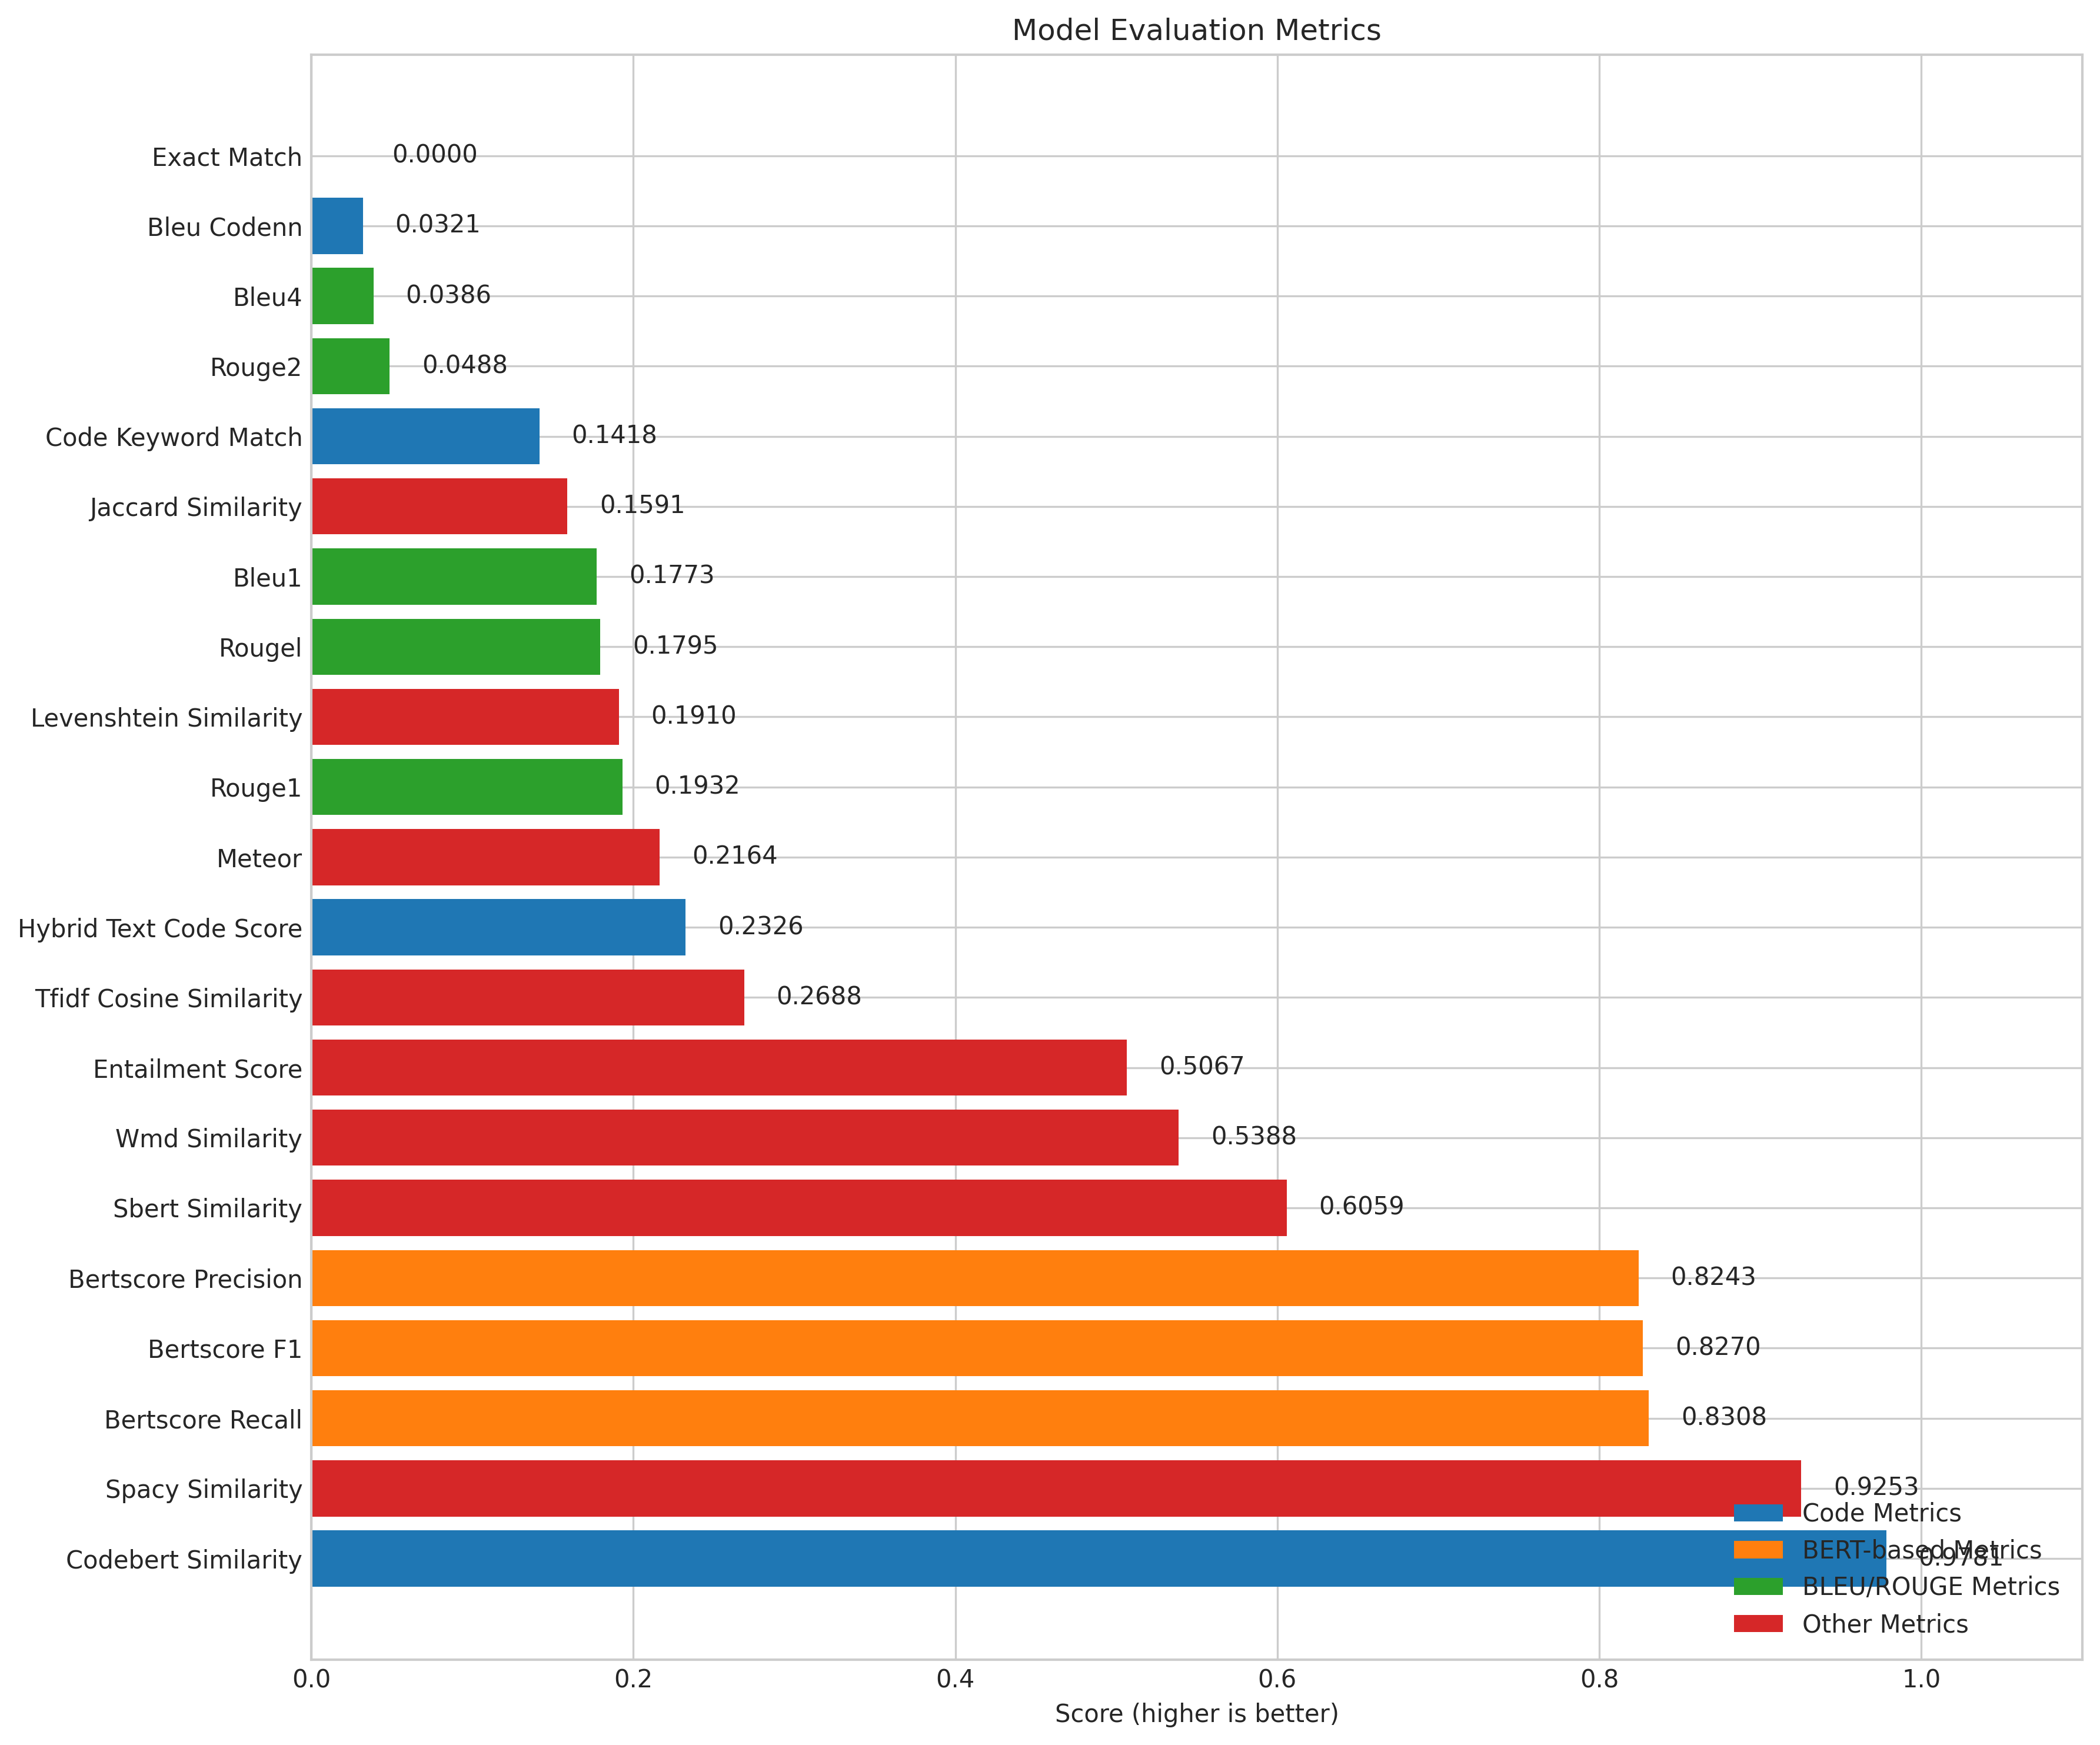 Model Evaluation Metrics
Exact Match 0.0000
Bleu Codenn 0.0321
Bleu4 0.0386
Rouge2 0.0488
Code Keyword Match 0.1418
Jaccard Similarity 0.1591
Bleu1 0.1773
Rougel 0.1795
Levenshtein Similarity 0.1910
Rouge1 0.1932
Meteor 0.2164
Hybrid Text Code Score 0.2326
Tfidf Cosine Similarity 0.2688
Entailment Score 0.5067
Wmd Similarity 0.5388
Sbert Similarity 0.6059
Bertscore Precision 0.8243
Bertscore F1 0.8270
Bertscore Recall 0.8308
Spacy Similarity 0.9253
Codebert Similarity 0.9781
Code Metrics
BERT-based Metrics
BLEU/ROUGE Metrics
Other Metrics
0.0 0.2 0.4 0.6 0.8 1.0
Score (higher is better)